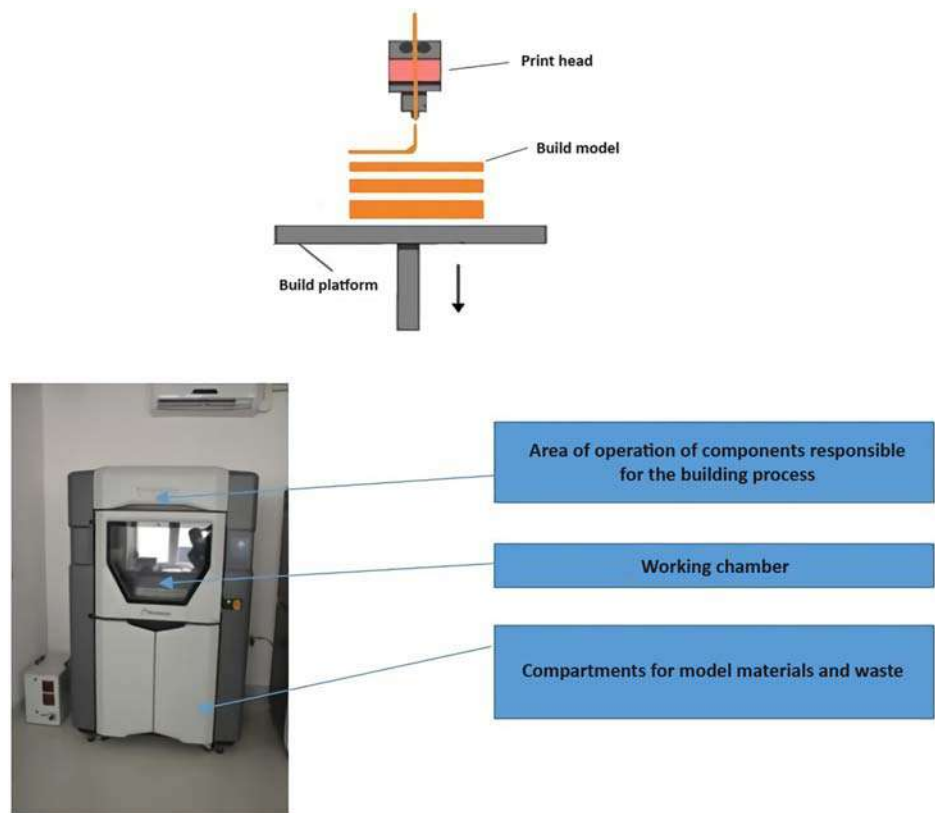 Print head
Build model
Build platform
Area of operation of components responsible
for the building process
Working chamber
Compartments for model materials and waste